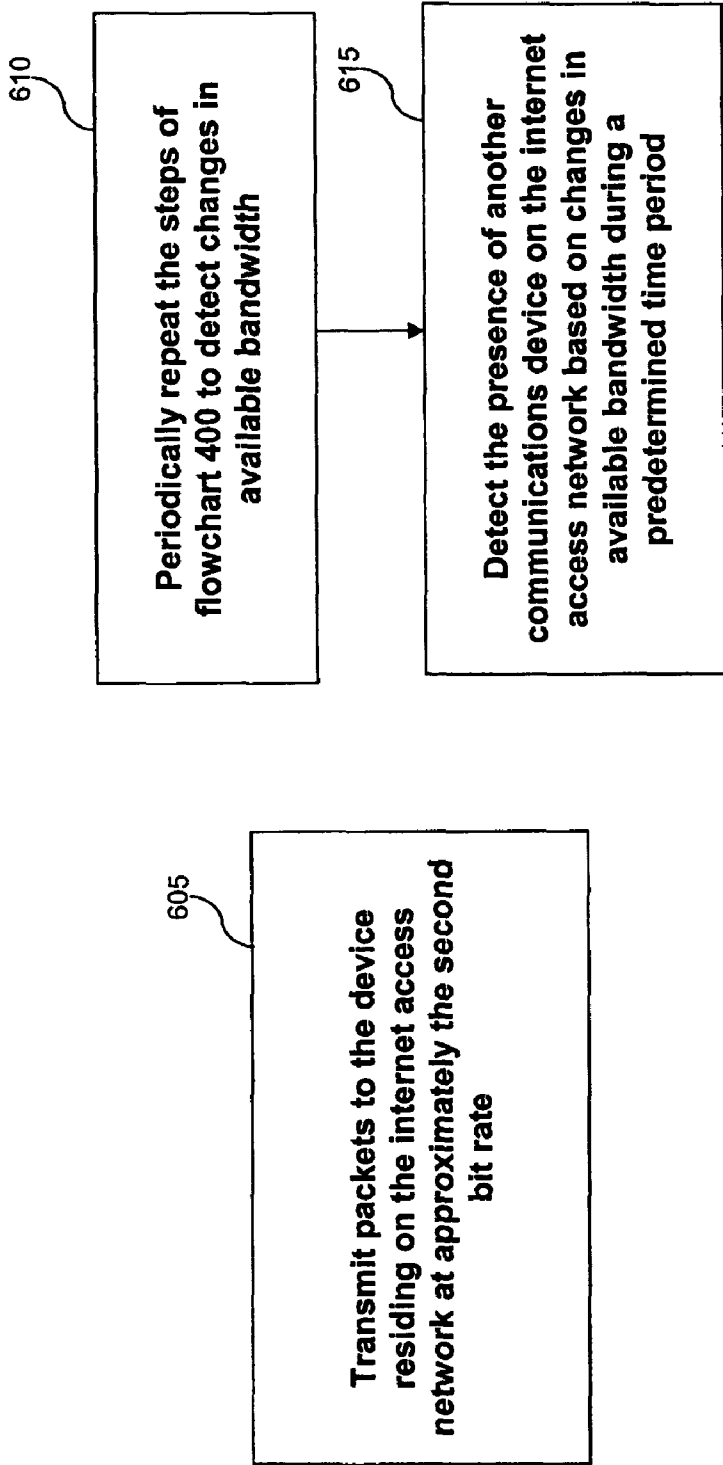 605
Transmit packets to the device
residing on the internet access
network at approximately the second
bit rate
610
Periodically repeat the steps of
flowchart 400 to detect changes in
available bandwidth
615
Detect the presence of another
communications device on the internet
access network based on changes in
available bandwidth during a
predetermined time period